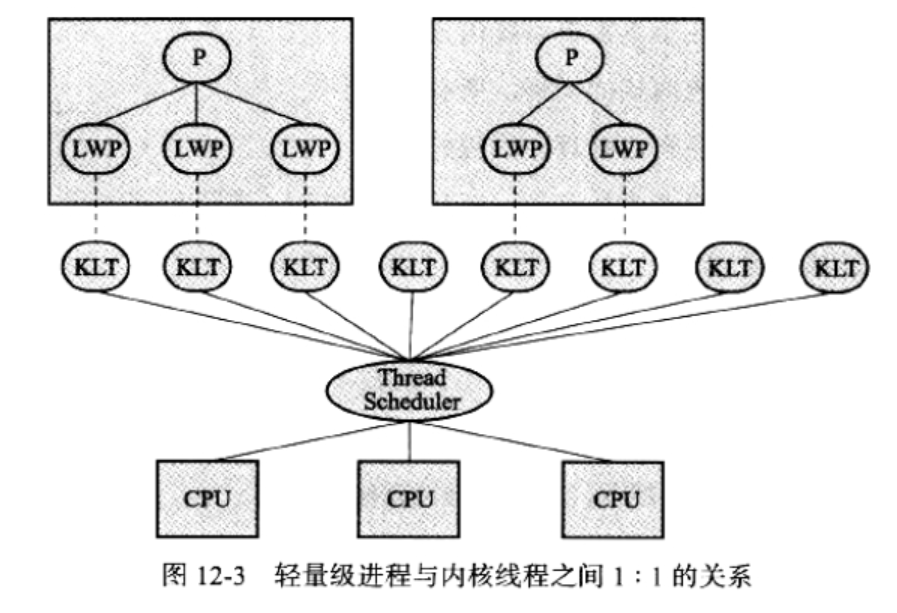 P P
LWP LWP LWP LWP LWP
KLT KLT KLT KLT KLT KLT KLT KLT
Thread
Scheduler
CPU CPU CPU
图 12-3 轻量级进程与内核线程之间 1：1 的关系